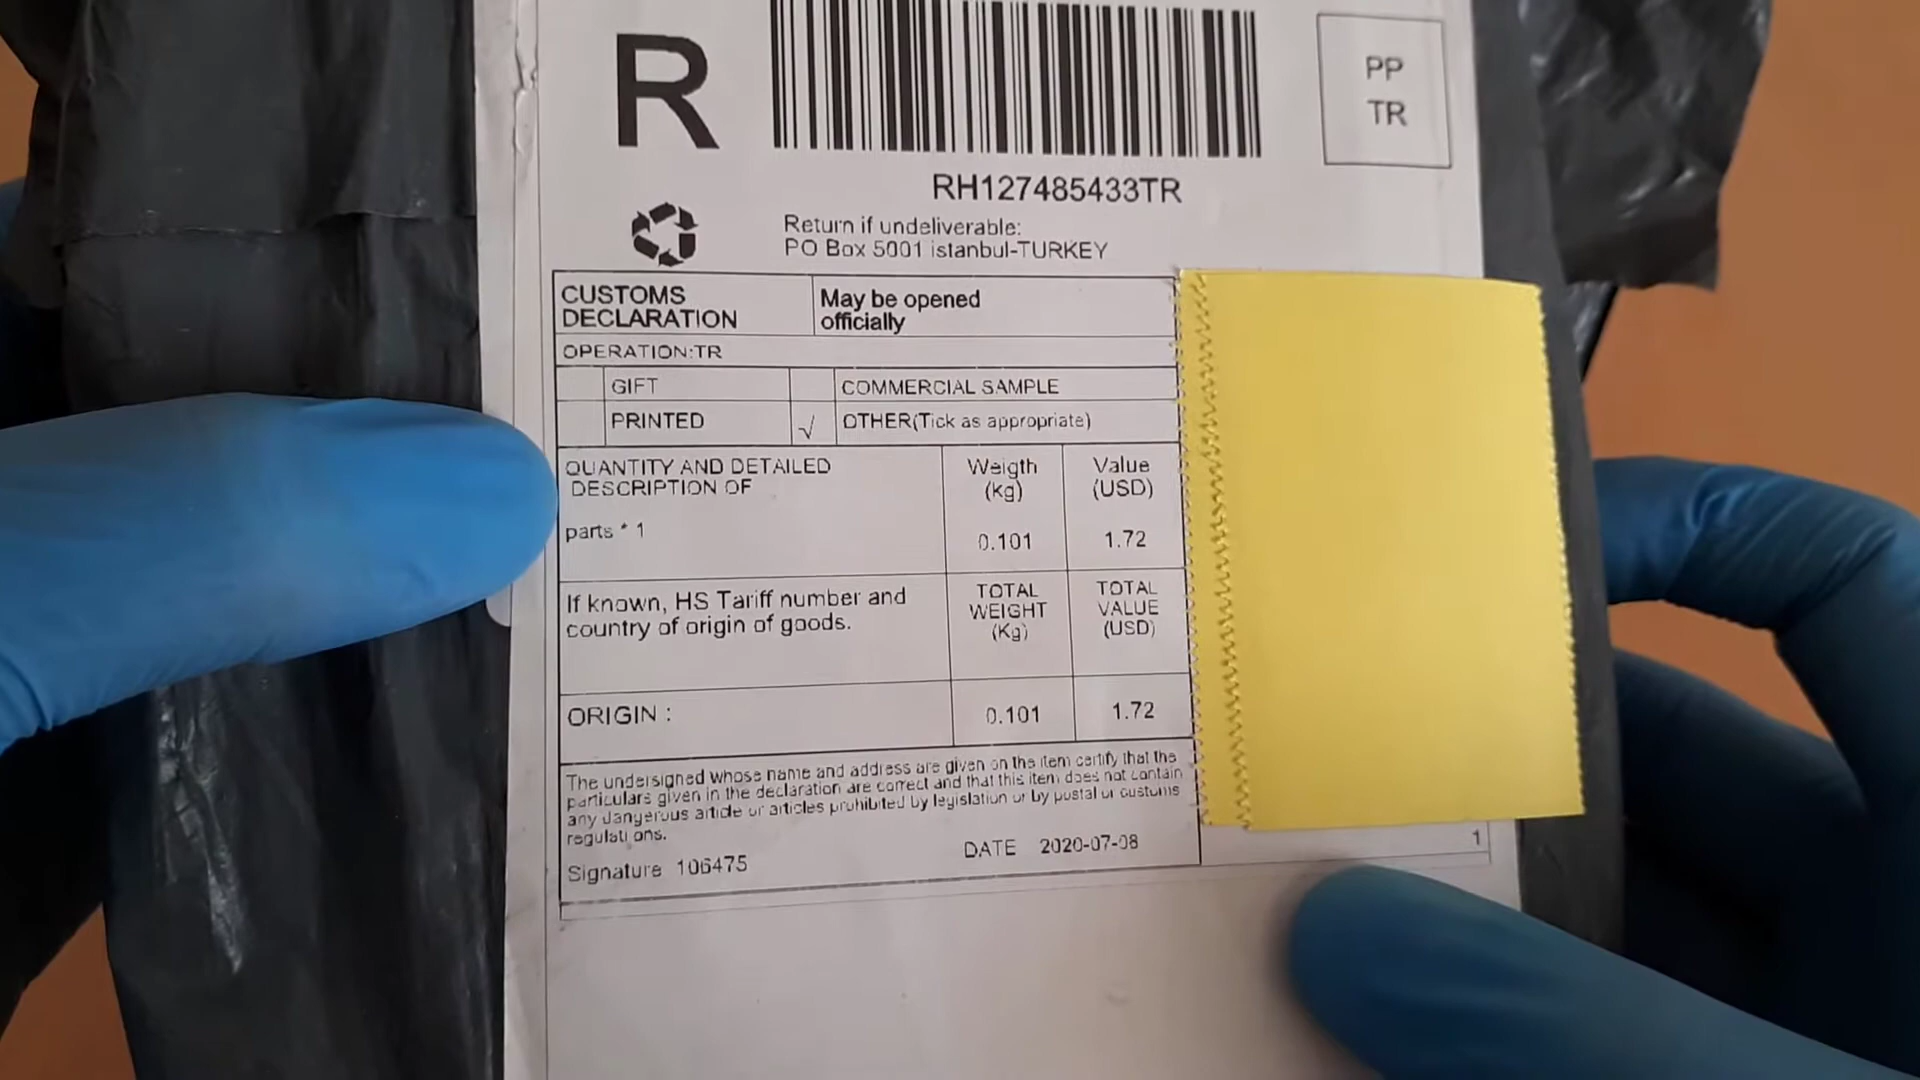 R
PP
TR
RH127485433TR
Return if undeliverable:
PO Box 5001 istanbul-TURKEY
CUSTOMS
DECLARATION
May be opened
officially
OPERATION:TR
GIFT
COMMERCIAL SAMPLE
PRINTED
√
OTHER(Tick as appropriate)
QUANTITY AND DETAILED
DESCRIPTION OF
Weigth
(kg)
Value
(USD)
parts * 1
0.101
1.72
If known, HS Tariff number and
country of origin of goods.
TOTAL
WEIGHT
(Kg)
TOTAL
VALUE
(USD)
ORIGIN :
0.101
1.72
The undersigned whose name and address are given on the item certify that the
particulars given in the declaration are correct and that this item does not contain
any dangerous article or articles prohibited by legislation or by postal or customs
regulations.
Signature 106475
DATE 2020-07-08
1